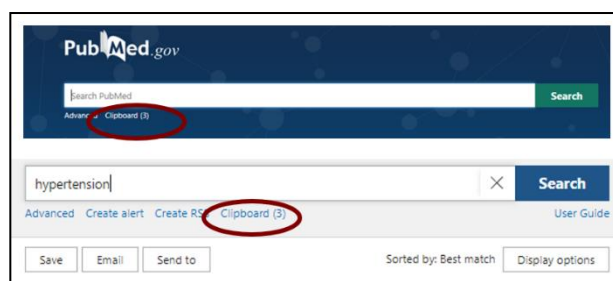 PubMed.gov
Search PubMed
Search
Advanced Clipboard (3)
hypertension
Search
Advanced Create alert Create RSS Clipboard (3)
User Guide
Save Email Send to
Sorted by: Best match Display options